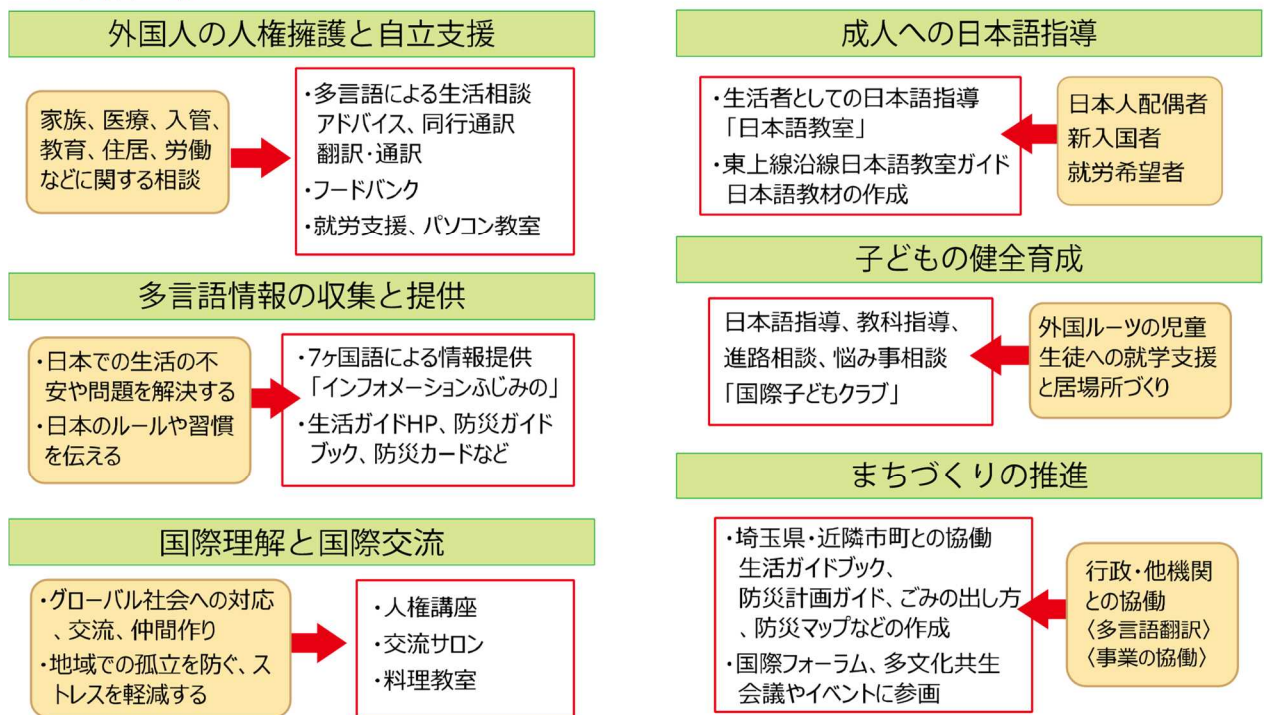 外国人の人権擁護と自立支援
家族、医療、入管、
教育、住居、労働
などに関する相談
・多言語による生活相談
アドバイス、同行通訳
翻訳・通訳
・フードバンク
・就労支援、パソコン教室
多言語情報の収集と提供
・日本での生活の不
安や問題を解決する
・日本のルールや習慣
を伝える
・7ヶ国語による情報提供
「インフォメーションふじみの」
・生活ガイドHP、防災ガイド
ブック、防災カードなど
国際理解と国際交流
・グローバル社会への対応
、交流、仲間作り
・地域での孤立を防ぐ、ス
トレスを軽減する
・人権講座
・交流サロン
・料理教室
成人への日本語指導
・生活者としての日本語指導
「日本語教室」
・東上線沿線日本語教室ガイド
日本語教材の作成
日本人配偶者
新入国者
就労希望者
子どもの健全育成
日本語指導、教科指導、
進路相談、悩み事相談
「国際子どもクラブ」
外国ルーツの児童
生徒への就学支援
と居場所づくり
まちづくりの推進
・埼玉県・近隣市町との協働
生活ガイドブック、
防災計画ガイド、ごみの出し方
、防災マップなどの作成
・国際フォーラム、多文化共生
会議やイベントに参画
行政・他機関
との協働
〈多言語翻訳〉
〈事業の協働〉